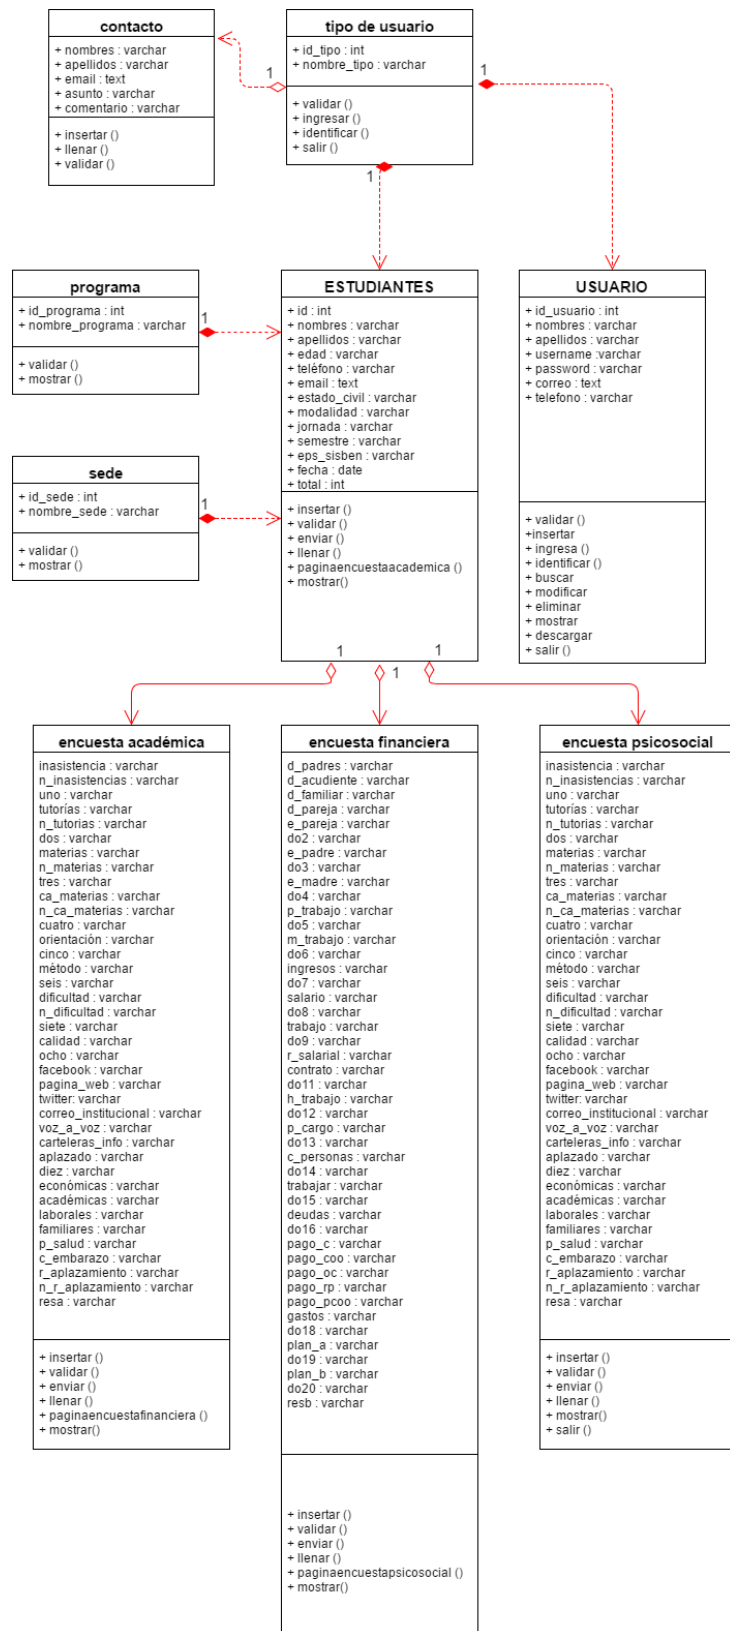 contacto
+ nombres : varchar
+ apellidos : varchar
+ email : text
+ asunto : varchar
+ comentario : varchar
+ insertar ()
+ llenar ()
+ validar ()
1
tipo de usuario
+ id_tipo : int
+ nombre_tipo : varchar
+ validar ()
+ ingresar ()
+ identificar ()
+ salir ()
1
1
programa
+ id_programa : int
+ nombre_programa : varchar
+ validar ()
+ mostrar ()
1
sede
+ id_sede : int
+ nombre_sede : varchar
+ validar ()
+ mostrar ()
1
ESTUDIANTES
+ id : int
+ nombres : varchar
+ apellidos : varchar
+ edad : varchar
+ teléfono : varchar
+ email : text
+ estado_civil : varchar
+ modalidad : varchar
+ jornada : varchar
+ semestre : varchar
+ eps_sisben : varchar
+ fecha : date
+ total : int
+ insertar ()
+ validar ()
+ enviar ()
+ llenar ()
+ paginaencuestaacademica ()
+ mostrar()
USUARIO
+ id_usuario : int
+ nombres : varchar
+ apellidos : varchar
+ username :varchar
+ password : varchar
+ correo : text
+ telefono : varchar
+ validar ()
+insertar
+ ingresa ()
+ identificar ()
+ buscar
+ modificar
+ eliminar
+ mostrar
+ descargar
+ salir ()
1
1
1
encuesta académica
inasistencia : varchar
n_inasistencias : varchar
uno : varchar
tutorías : varchar
n_tutorias : varchar
dos : varchar
materias : varchar
n_materias : varchar
tres : varchar
ca_materias : varchar
n_ca_materias : varchar
cuatro : varchar
orientación : varchar
cinco : varchar
método : varchar
seis : varchar
dificultad : varchar
n_dificultad : varchar
siete : varchar
calidad : varchar
ocho : varchar
facebook : varchar
pagina_web : varchar
twitter: varchar
correo_institucional : varchar
voz_a_voz : varchar
carteleras_info : varchar
aplazado : varchar
diez : varchar
económicas : varchar
académicas : varchar
laborales : varchar
familiares : varchar
p_salud : varchar
c_embarazo : varchar
r_aplazamiento : varchar
n_r_aplazamiento : varchar
resa : varchar
+ insertar ()
+ validar ()
+ enviar ()
+ llenar ()
+ paginaencuestafinanciera ()
+ mostrar()
encuesta financiera
d_padres : varchar
d_acudiente : varchar
d_familiar : varchar
d_pareja : varchar
e_pareja : varchar
do2 : varchar
e_padre : varchar
do3 : varchar
e_madre : varchar
do4 : varchar
p_trabajo : varchar
do5 : varchar
m_trabajo : varchar
do6 : varchar
ingresos : varchar
do7 : varchar
salario : varchar
do8 : varchar
trabajo : varchar
do9 : varchar
r_salarial : varchar
contrato : varchar
do11 : varchar
h_trabajo : varchar
do12 : varchar
p_cargo : varchar
do13 : varchar
c_personas : varchar
do14 : varchar
trabajar : varchar
do15 : varchar
deudas : varchar
do16 : varchar
pago_c : varchar
pago_coo : varchar
pago_oc : varchar
pago_rp : varchar
pago_pcoo : varchar
gastos : varchar
do18 : varchar
plan_a : varchar
do19 : varchar
plan_b : varchar
do20 : varchar
resb : varchar
+ insertar ()
+ validar ()
+ enviar ()
+ llenar ()
+ paginaencuestapsicosocial ()
+ mostrar()
encuesta psicosocial
inasistencia : varchar
n_inasistencias : varchar
uno : varchar
tutorías : varchar
n_tutorias : varchar
dos : varchar
materias : varchar
n_materias : varchar
tres : varchar
ca_materias : varchar
n_ca_materias : varchar
cuatro : varchar
orientación : varchar
cinco : varchar
método : varchar
seis : varchar
dificultad : varchar
n_dificultad : varchar
siete : varchar
calidad : varchar
ocho : varchar
facebook : varchar
pagina_web : varchar
twitter: varchar
correo_institucional : varchar
voz_a_voz : varchar
carteleras_info : varchar
aplazado : varchar
diez : varchar
económicas : varchar
académicas : varchar
laborales : varchar
familiares : varchar
p_salud : varchar
c_embarazo : varchar
r_aplazamiento : varchar
n_r_aplazamiento : varchar
resa : varchar
+ insertar ()
+ validar ()
+ enviar ()
+ llenar ()
+ mostrar()
+ salir ()